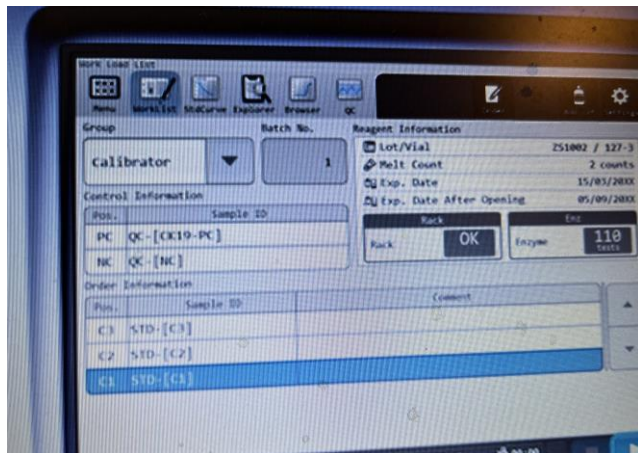 Work Load List
Menu WorkList StdCurve Explorer Browser QC
Group Batch No.
Calibrator 1
Control Information
Pos. Sample ID
PC QC-[CK19-PC]
NC QC-[NC]
Reagent Information
Lot/Vial ZS1002 / 127-3
Melt Count 2 counts
Exp. Date 15/03/20XX
Exp. Date After Opening 05/09/20XX
Rack Enz
Rack OK Enzyme 110
tests
Order Information
Pos. Sample ID Comment
C3 STD-[C3]
C2 STD-[C2]
C1 STD-[C1]